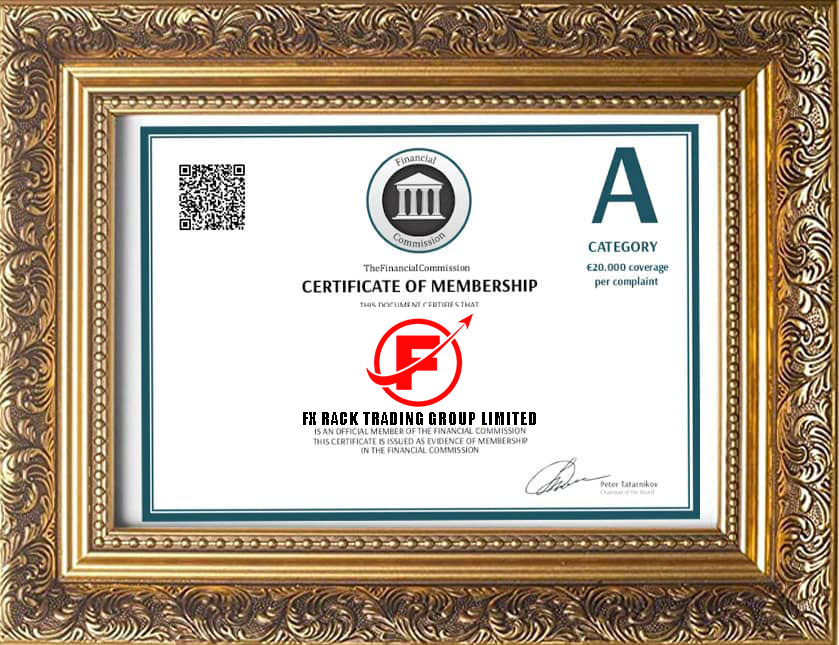 Financial
Commission
A
CATEGORY
€20.000 coverage
per complaint
TheFinancialCommission
CERTIFICATE OF MEMBERSHIP
THIS DOCUMENT CERTIFIES THAT
F
FX RACK TRADING GROUP LIMITED
IS AN OFFICIAL MEMBER OF THE FINANCIAL COMMISSION
THIS CERTIFICATE IS ISSUED AS EVIDENCE OF MEMBERSHIP
IN THE FINANCIAL COMMISSION
Peter Tatarnikov
Chairman of the Board